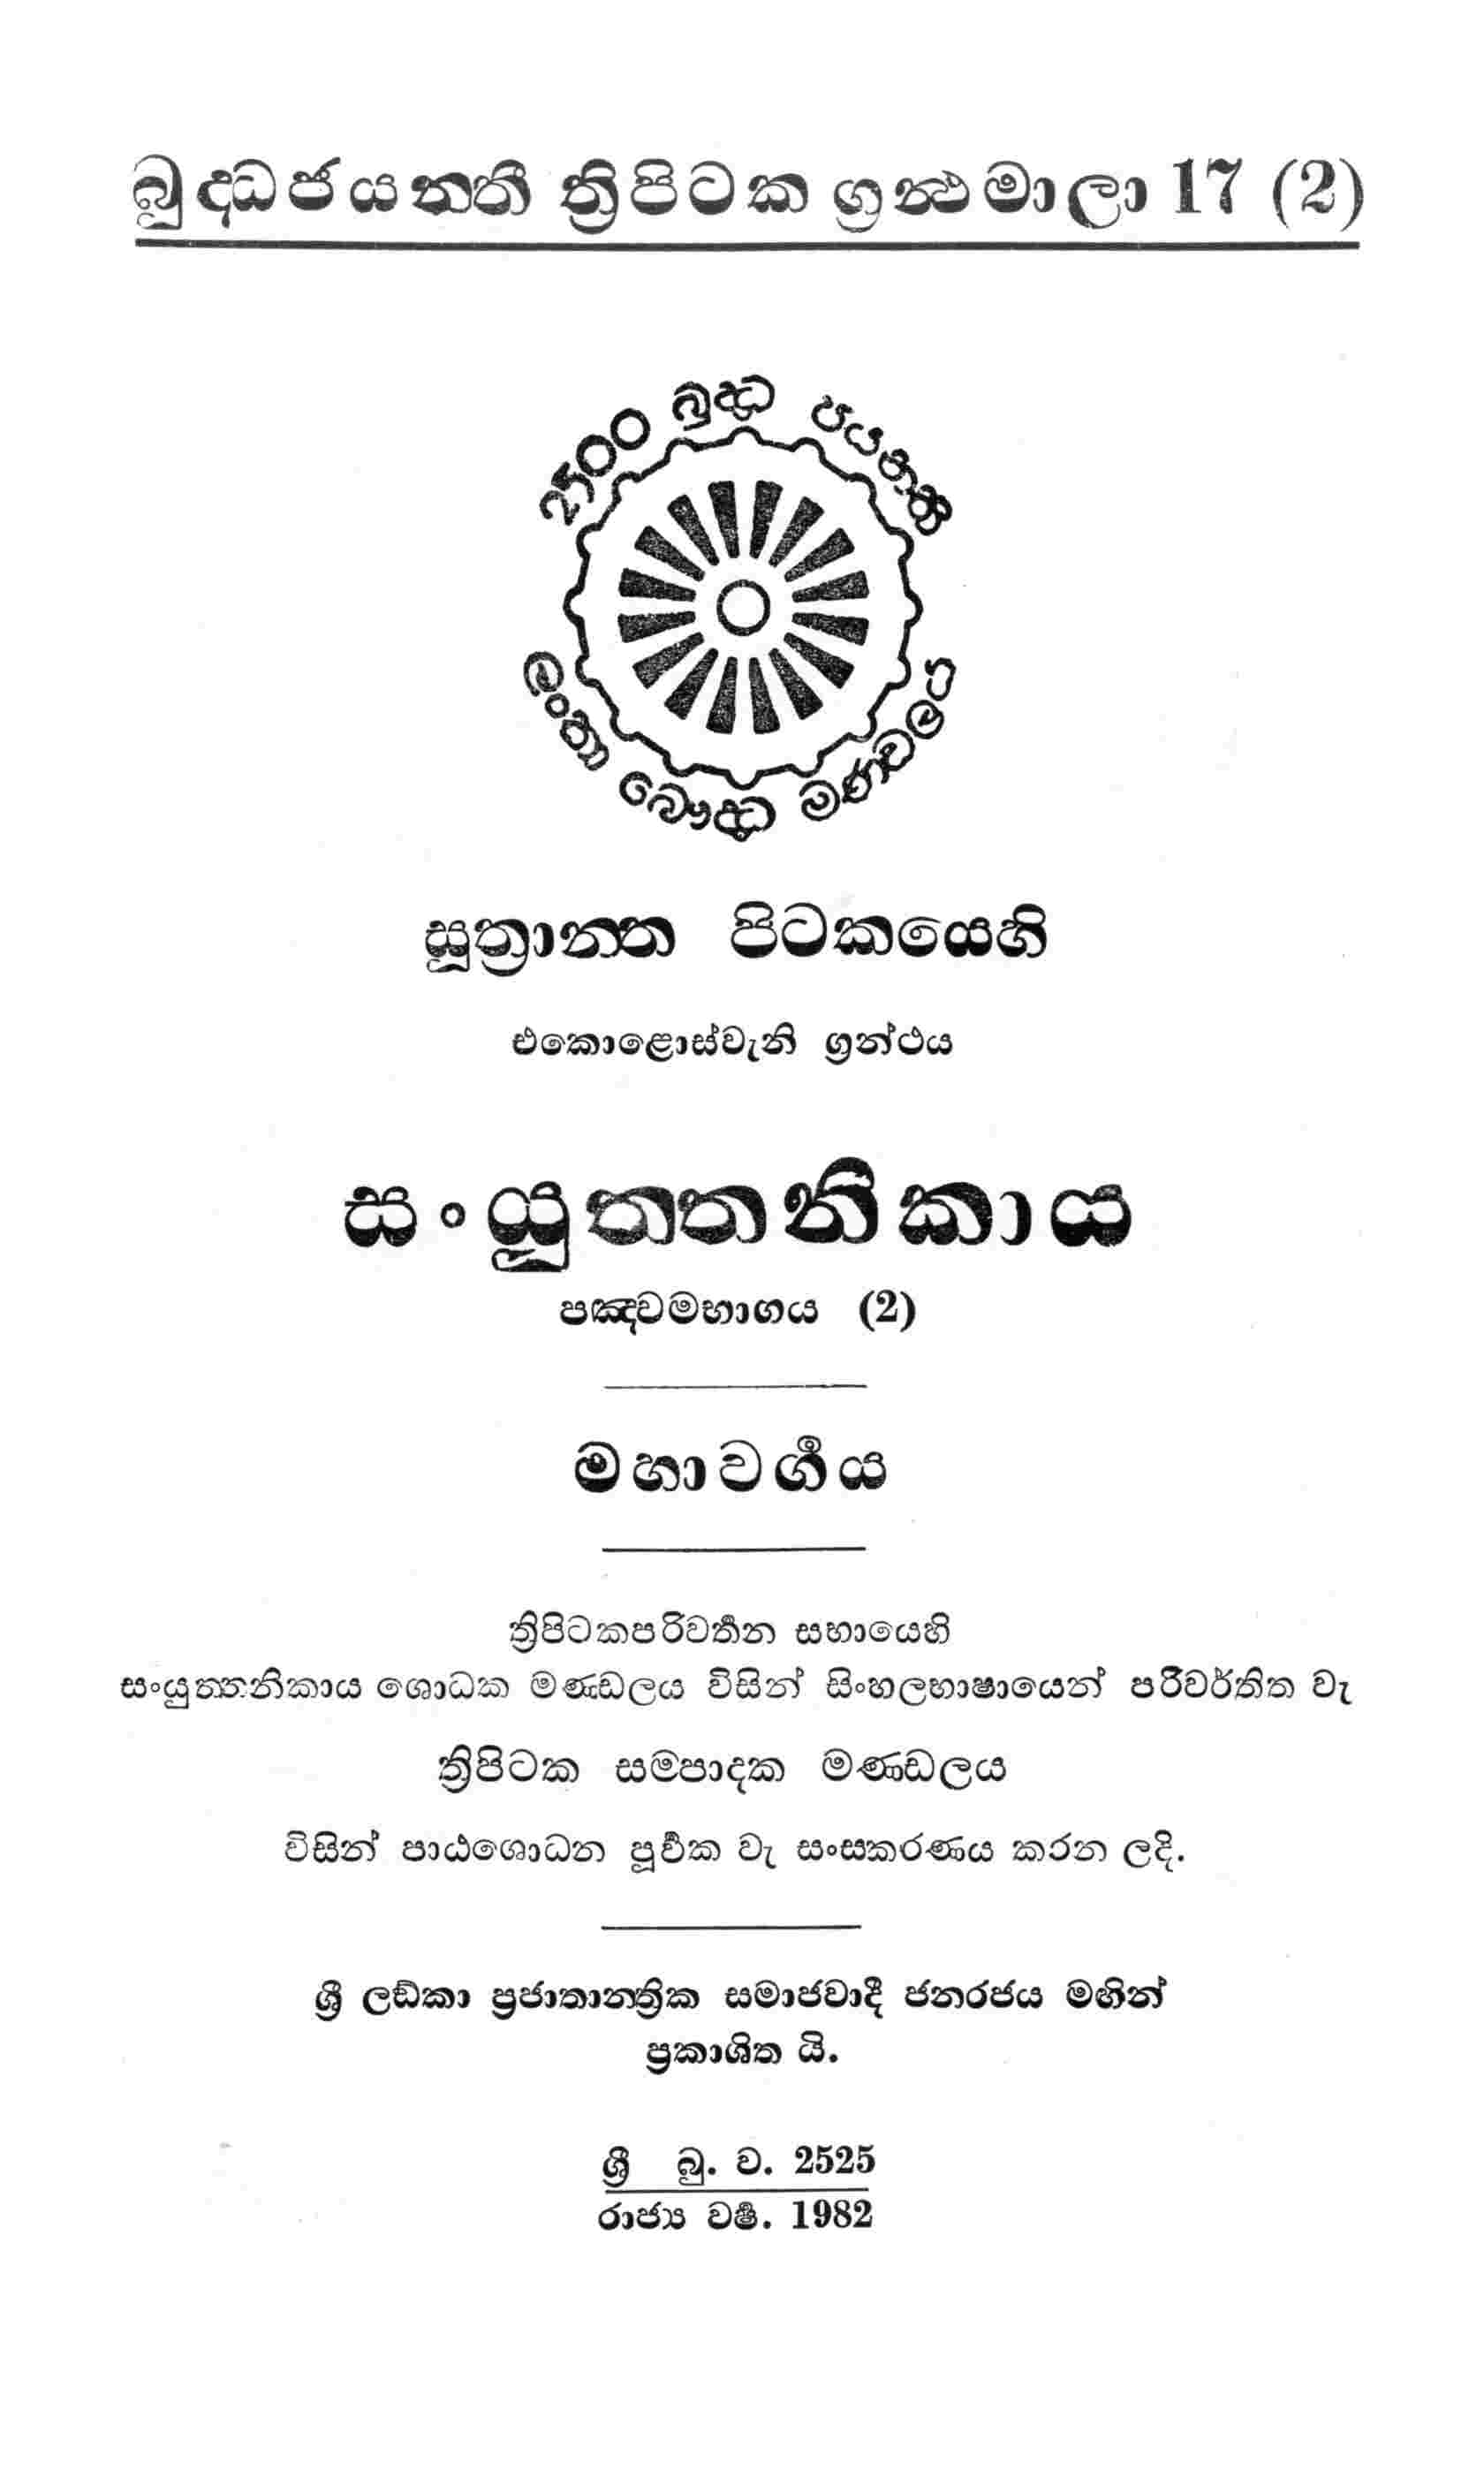 බුද්ධජයන්තී ත්‍රිපිටක ග්‍රන්ථමාලා 17 (2)
2500 බුද්ධ ජයන්ති
ලංකා බෞද්ධ මණ්ඩලය
සූත්‍රාන්ත පිටකයෙහි
එකොළොස්වැනි ග්‍රන්ථය
සංයුත්තනිකාය
පඤ්චමභාගය (2)
මහාවර්‍ගය
ත්‍රිපිටකපරිවර්‍තන සභායෙහි
සංයුත්තනිකාය ශොධක මණ්ඩලය විසින් සිංහලභාෂායෙන් පරිවර්තිත වැ
ත්‍රිපිටක සම්පාදක මණ්ඩලය
විසින් පාඨශොධන පූර්‍වක වැ සංස්කරණය කරන ලදි.
ශ්‍රී ලඞ්කා ප්‍රජාතාන්ත්‍රික සමාජවාදී ජනරජය මඟින්
ප්‍රකාශිත යි.
ශ්‍රී බු. ව. 2525
රාජ්‍ය වර්‍ෂ. 1982